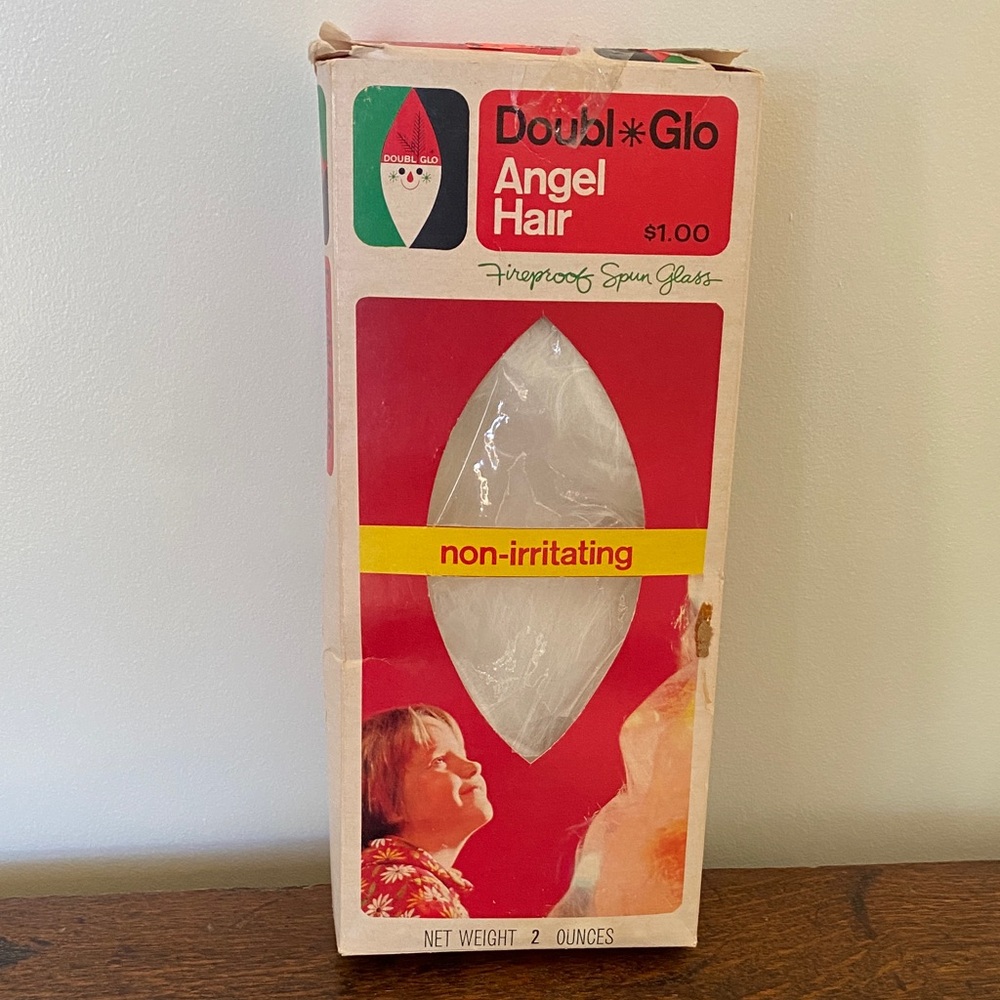 DOUBL GLO
Doubl*Glo
Angel
Hair
$1.00
Fireproof Spun Glass
non-irritating
NET WEIGHT 2 OUNCES